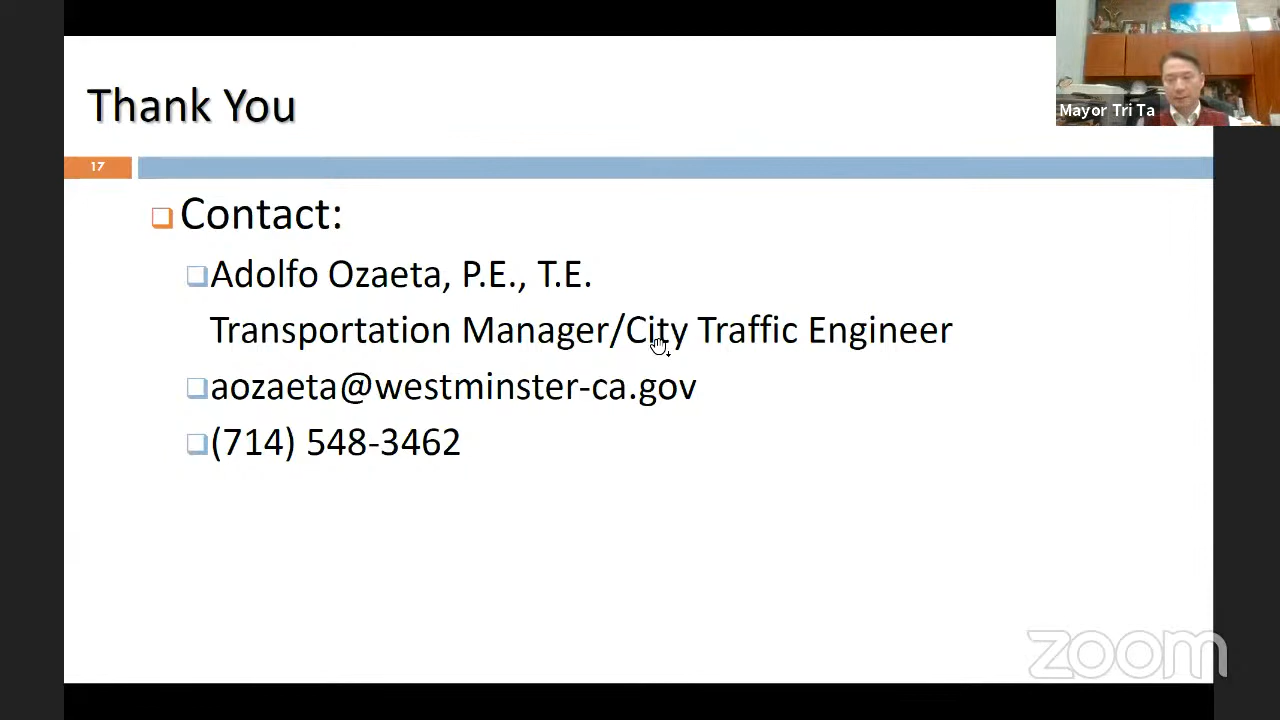 Thank You
Mayor Tri Ta
17
Contact:
Adolfo Ozaeta, P.E., T.E.
Transportation Manager/City Traffic Engineer
aozaeta@westminster-ca.gov
(714) 548-3462
zoom